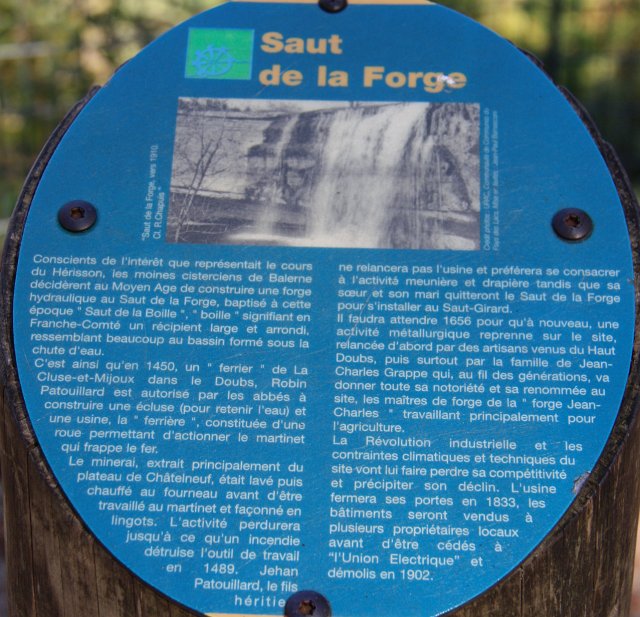 Saut
de la Forge
"Saut de la Forge, vers 1910.
Cl. R.Chapuis "
Conscients de l'intérêt que représentait le cours
du Hérisson, les moines cisterciens de Balerne
décidèrent au Moyen Age de construire une forge
hydraulique au Saut de la Forge, baptisé à cette
époque " Saut de la Boille ", " boille " signifiant en
Franche-Comté un récipient large et arrondi,
ressemblant beaucoup au bassin formé sous la
chute d'eau.
C'est ainsi qu'en 1450, un " ferrier " de La
Cluse-et-Mijoux dans le Doubs, Robin
Patouillard est autorisé par les abbés à
construire une écluse (pour retenir l'eau) et
une usine, la " ferrière ", constituée d'une
roue permettant d'actionner le martinet
qui frappe le fer.
Le minerai, extrait principalement du
plateau de Châtelneuf, était lavé puis
chauffé au fourneau avant d'être
travaillé au martinet et façonné en
lingots. L'activité perdurera
jusqu'à ce qu'un incendie
détruise l'outil de travail
en 1489. Jehan
Patouillard, le fils
héritie
ne relancera pas l'usine et préférera se consacrer
à l'activité meunière et drapière tandis que sa
sœur et son mari quitteront le Saut de la Forge
pour s'installer au Saut-Girard.
Il faudra attendre 1656 pour qu'à nouveau, une
activité métallurgique reprenne sur le site,
relancée d'abord par des artisans venus du Haut
Doubs, puis surtout par la famille de Jean-
Charles Grappe qui, au fil des générations, va
donner toute sa notoriété et sa renommée au
site, les maîtres de forge de la " forge Jean-
Charles " travaillant principalement pour
l'agriculture.
La Révolution industrielle et les
contraintes climatiques et techniques du
site vont lui faire perdre sa compétitivité
et précipiter son déclin. L'usine
fermera ses portes en 1833, les
bâtiments seront vendus à
plusieurs propriétaires locaux
avant d'être cédés à
"l'Union Electrique" et
démolis en 1902.